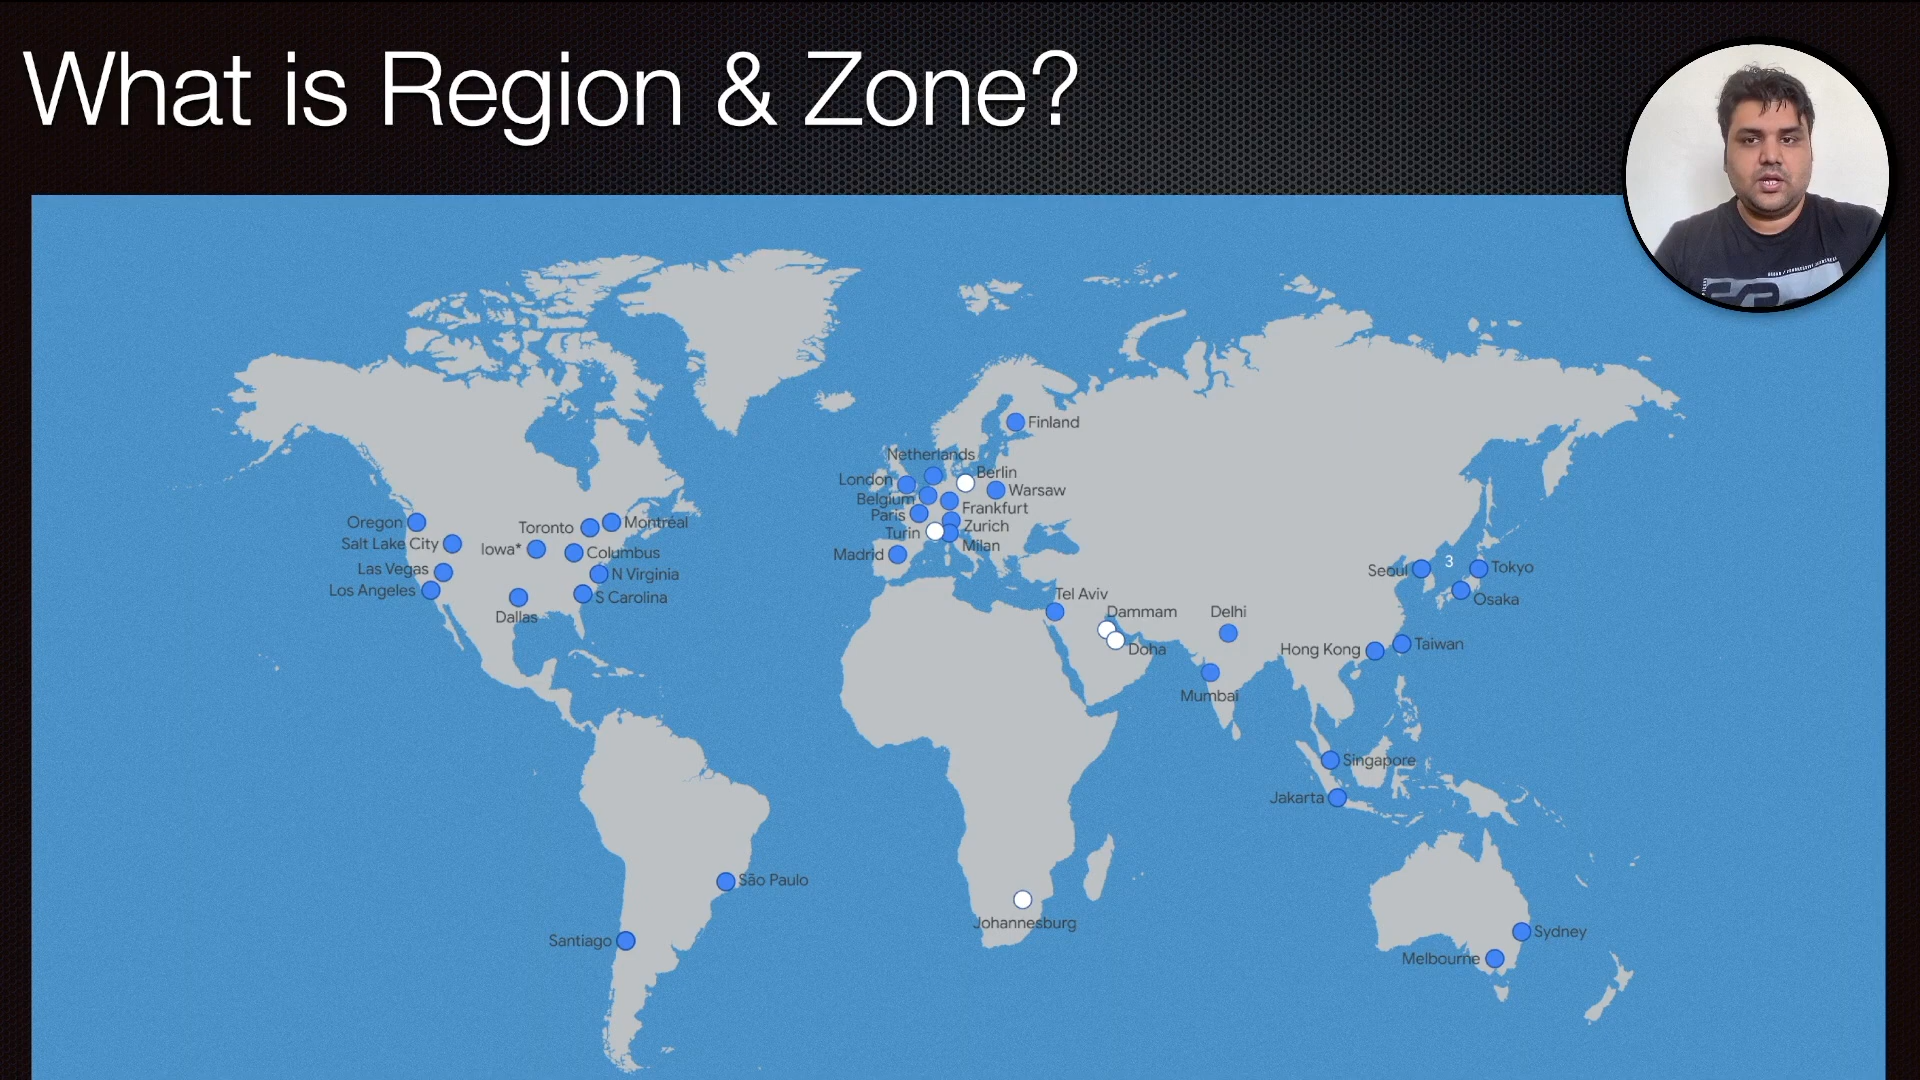 What is Region & Zone?
Finland
Netherlands
Berlin
London
Warsaw
Belgium
Frankfurt
Paris
Zurich
Turin
Milan
Madrid
Oregon
Toronto
Montréal
Salt Lake City
Iowa*
Columbus
Las Vegas
N Virginia
Los Angeles
S Carolina
Dallas
Seoul
3
Tokyo
Osaka
Tel Aviv
Dammam
Delhi
Doha
Hong Kong
Taiwan
Mumbai
Singapore
Jakarta
São Paulo
Johannesburg
Santiago
Sydney
Melbourne